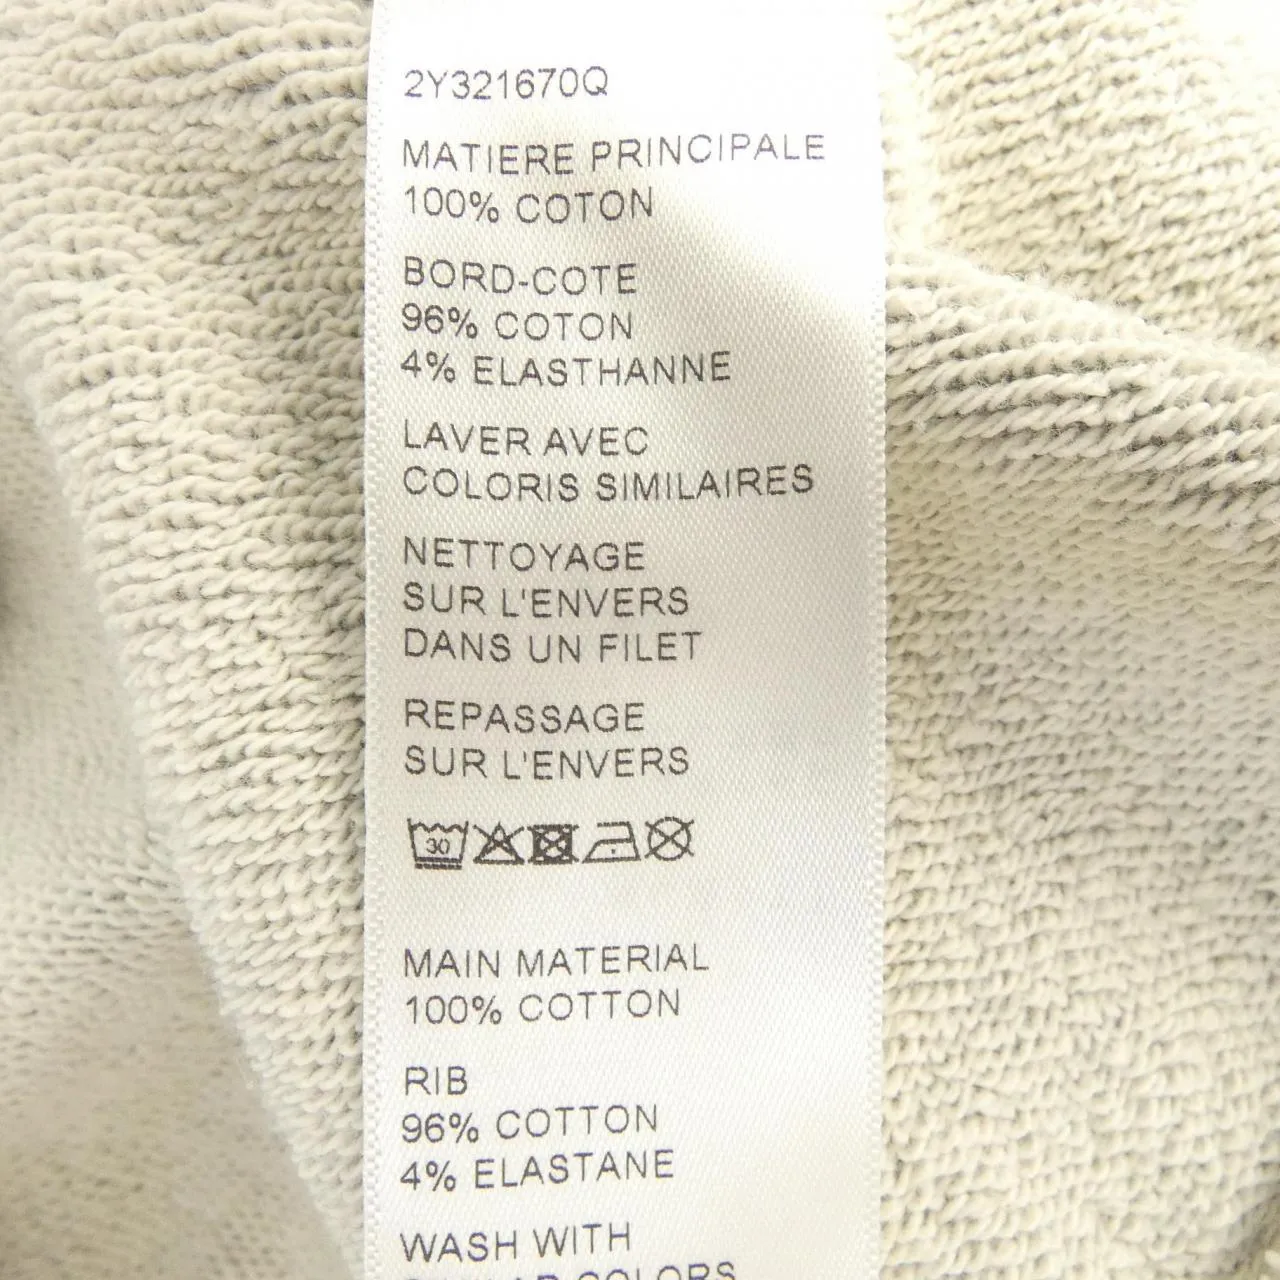 2Y321670Q
MATIERE PRINCIPALE
100% COTON
BORD-COTE
96% COTON
4% ELASTHANNE
LAVER AVEC
COLORIS SIMILAIRES
NETTOYAGE
SUR L'ENVERS
DANS UN FILET
REPASSAGE
SUR L'ENVERS
30
MAIN MATERIAL
100% COTTON
RIB
96% COTTON
4% ELASTANE
WASH WITH
COLORS